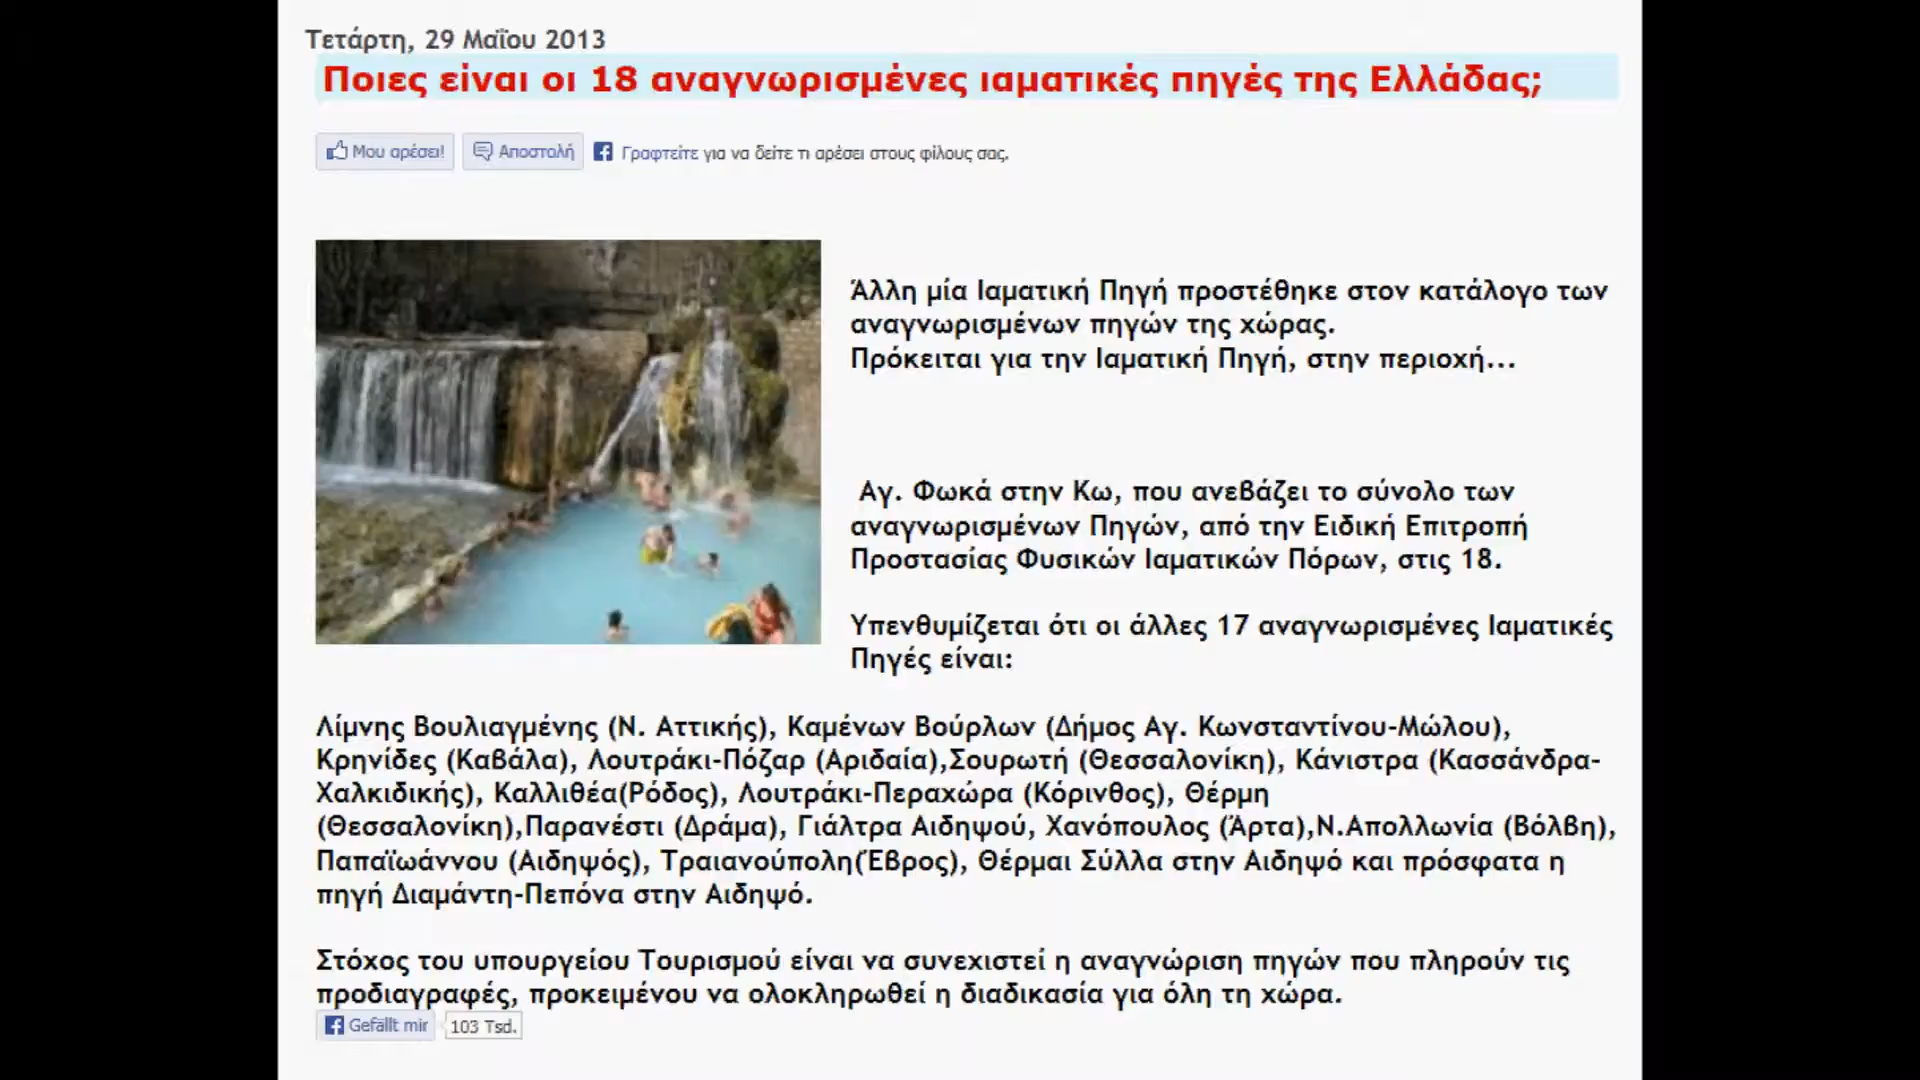 Τετάρτη, 29 Μαΐου 2013
Ποιες είναι οι 18 αναγνωρισμένες ιαματικές πηγές της Ελλάδας;
Μου αρέσει! Αποστολή Γραφτείτε για να δείτε τι αρέσει στους φίλους σας.
Άλλη μία Ιαματική Πηγή προστέθηκε στον κατάλογο των
αναγνωρισμένων πηγών της χώρας.
Πρόκειται για την Ιαματική Πηγή, στην περιοχή...
Αγ. Φωκά στην Κω, που ανεβάζει το σύνολο των
αναγνωρισμένων Πηγών, από την Ειδική Επιτροπή
Προστασίας Φυσικών Ιαματικών Πόρων, στις 18.
Υπενθυμίζεται ότι οι άλλες 17 αναγνωρισμένες Ιαματικές
Πηγές είναι:
Λίμνης Βουλιαγμένης (Ν. Αττικής), Καμένων Βούρλων (Δήμος Αγ. Κωνσταντίνου-Μώλου),
Κρηνίδες (Καβάλα), Λουτράκι-Πόζαρ (Αριδαία),Σουρωτή (Θεσσαλονίκη), Κάνιστρα (Κασσάνδρα-
Χαλκιδικής), Καλλιθέα(Ρόδος), Λουτράκι-Περαχώρα (Κόρινθος), Θέρμη
(Θεσσαλονίκη),Παρανέστι (Δράμα), Γιάλτρα Αιδηψού, Χανόπουλος (Άρτα),Ν.Απολλωνία (Βόλβη),
Παπαϊωάννου (Αιδηψός), Τραιανούπολη(Έβρος), Θέρμαι Σύλλα στην Αιδηψό και πρόσφατα η
πηγή Διαμάντη-Πεπόνα στην Αιδηψό.
Στόχος του υπουργείου Τουρισμού είναι να συνεχιστεί η αναγνώριση πηγών που πληρούν τις
προδιαγραφές, προκειμένου να ολοκληρωθεί η διαδικασία για όλη τη χώρα.
Gefällt mir 103 Tsd.